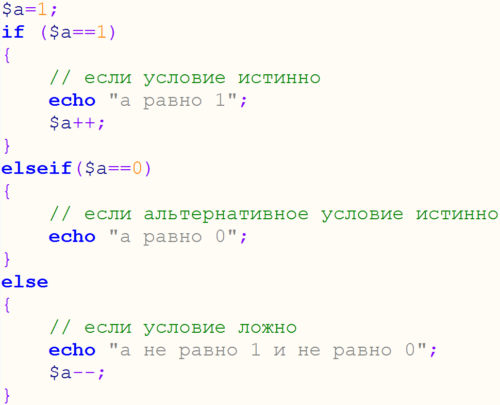 $a=1;
if ($a==1)
{
    // если условие истинно
    echo "а равно 1";
    $a++;
}
elseif($a==0)
{
    // если альтернативное условие истинно
    echo "а равно 0";
}
else
{
    // если условие ложно
    echo "а не равно 1 и не равно 0";
    $a--;
}